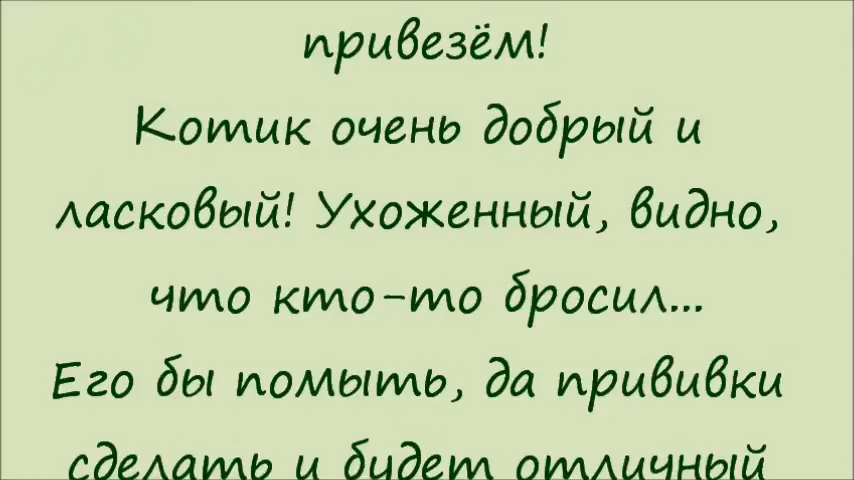 привезём!
Котик очень добрый и
ласковый! Ухоженный, видно,
что кто-то бросил...
Его бы помыть, да прививки
сделать и будет отличный